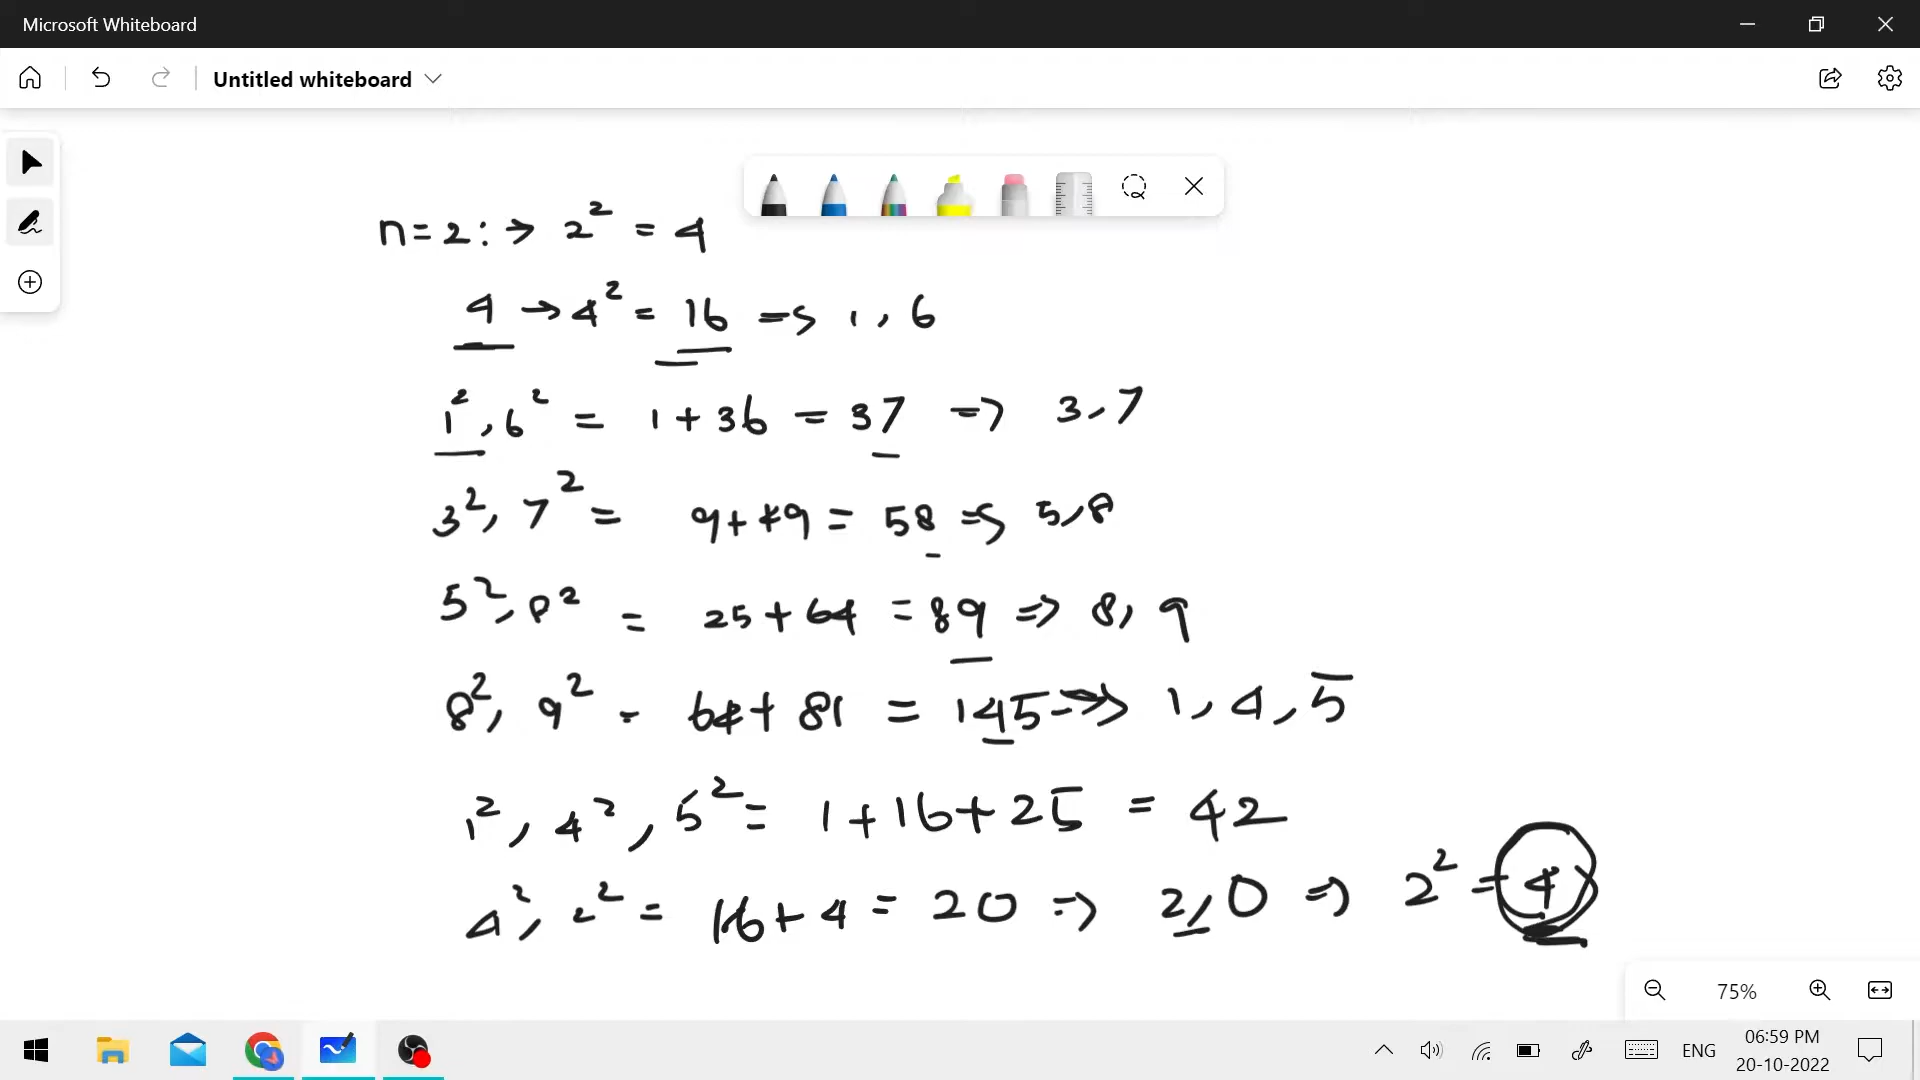 Microsoft Whiteboard
Untitled whiteboard
n=2: → 2² = 4
4 → 4² = 16 => 1, 6
1², 6² = 1 + 36 = 37 => 3, 7
3², 7² = 9 + 49 = 58 => 5, 8
5², 8² = 25 + 64 = 89 => 8, 9
8², 9² = 64 + 81 = 145 => 1, 4, 5
1², 4², 5² = 1 + 16 + 25 = 42
4², 2² = 16 + 4 = 20 => 2, 0 => 2² = 4
75%
ENG
06:59 PM
20-10-2022